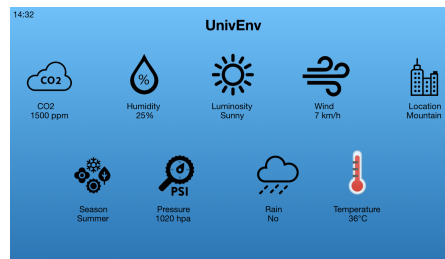 14:32
UnivEnv
CO2
%
CO2
1500 ppm
Humidity
25%
Luminosity
Sunny
Wind
7 km/h
Location
Mountain
PSI
Season
Summer
Pressure
1020 hpa
Rain
No
Temperature
36°C